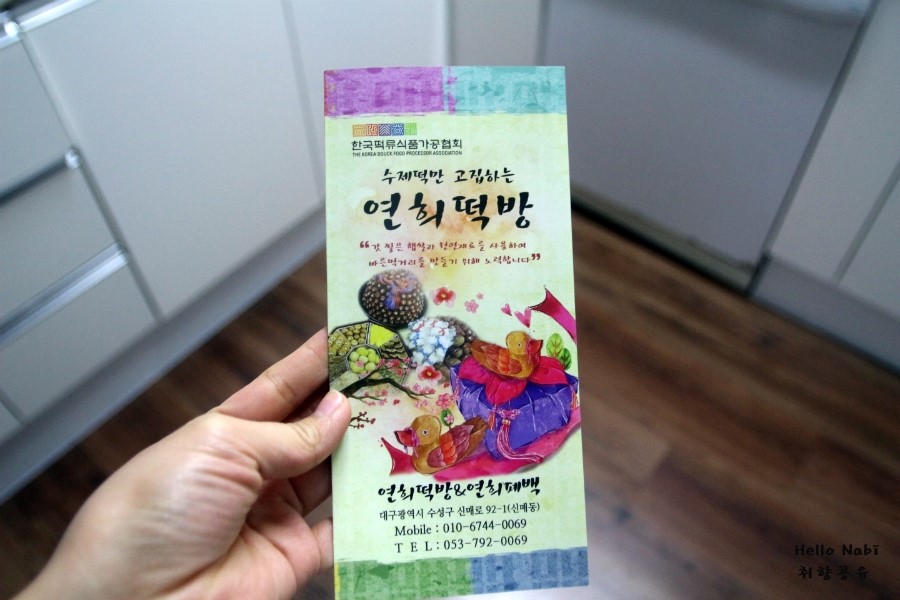 한국떡류식품가공협회
THE KOREA DDUCK FOOD PROCESSOR ASSOCIATION
수제떡만 고집하는
연희떡방
“갓 찧은 햅쌀과 천연재료를 사용하여
바른먹거리를 만들기 위해 노력합니다”
연희떡방&연희폐백
대구광역시 수성구 신매로 92-1(신매동)
Mobile : 010-6744-0069
T E L : 053-792-0069
Hello Nabi
취향공유